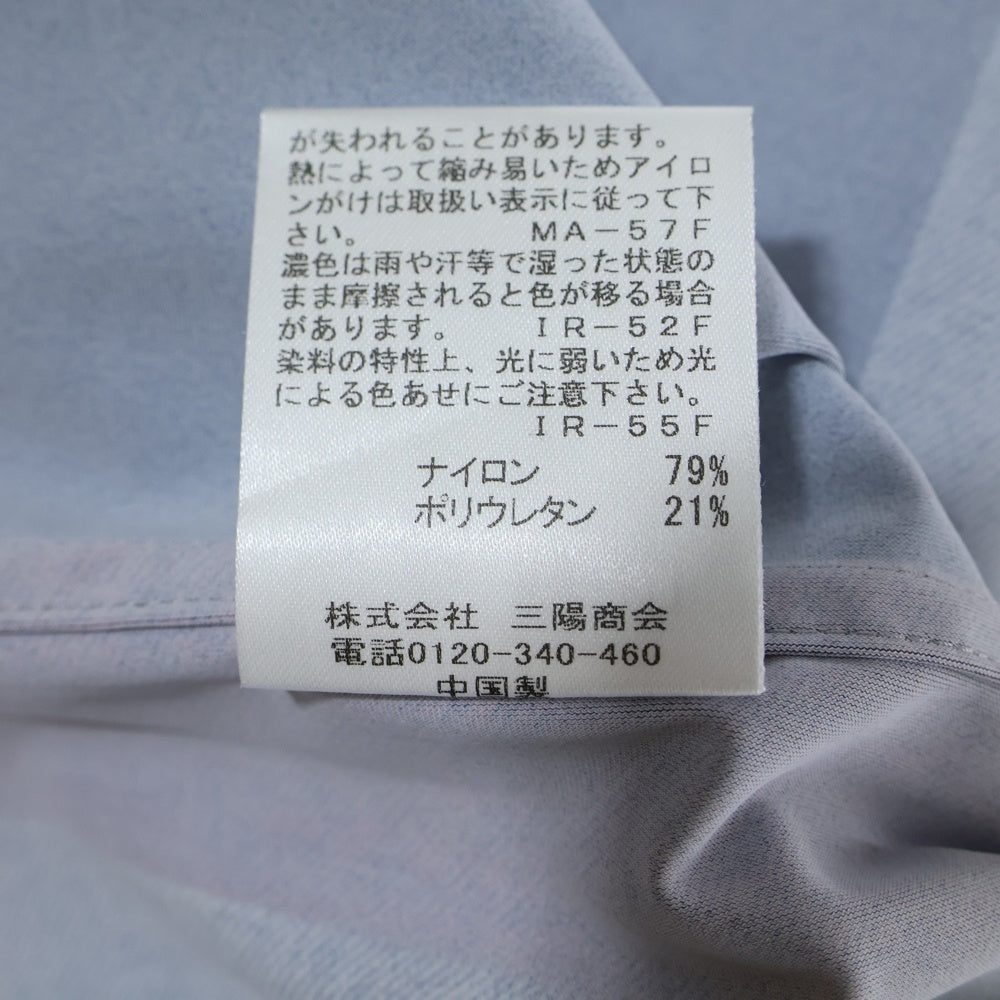 が失われることがあります。
熱によって縮み易いためアイロ
ンがけは取扱い表示に従って下
さい。 MA-57F
濃色は雨や汗等で湿った状態の
まま摩擦されると色が移る場合
があります。 IR-52F
染料の特性上、光に弱いため光
による色あせにご注意下さい。
IR-55F
ナイロン 79%
ポリウレタン 21%
株式会社 三陽商会
電話0120-340-460
中国製